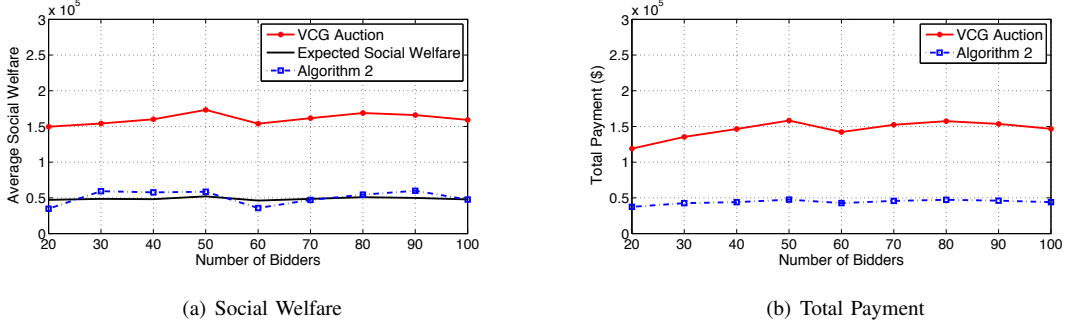 x 10^5
3
2.5
2
1.5
1
0.5
0
Average Social Welfare
VCG Auction
Expected Social Welfare
Algorithm 2
20 30 40 50 60 70 80 90 100
Number of Bidders
(a) Social Welfare
x 10^5
3
2.5
2
1.5
1
0.5
0
Total Payment ($)
VCG Auction
Algorithm 2
20 30 40 50 60 70 80 90 100
Number of Bidders
(b) Total Payment